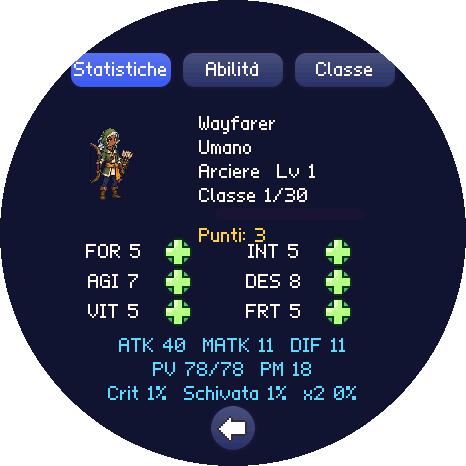 Statistiche Abilità Classe
Wayfarer
Umano
Arciere Lv 1
Classe 1/30
Punti: 3
FOR 5 INT 5
AGI 7 DES 8
VIT 5 FRT 5
ATK 40 MATK 11 DIF 11
PV 78/78 PM 18
Crit 1% Schivata 1% x2 0%